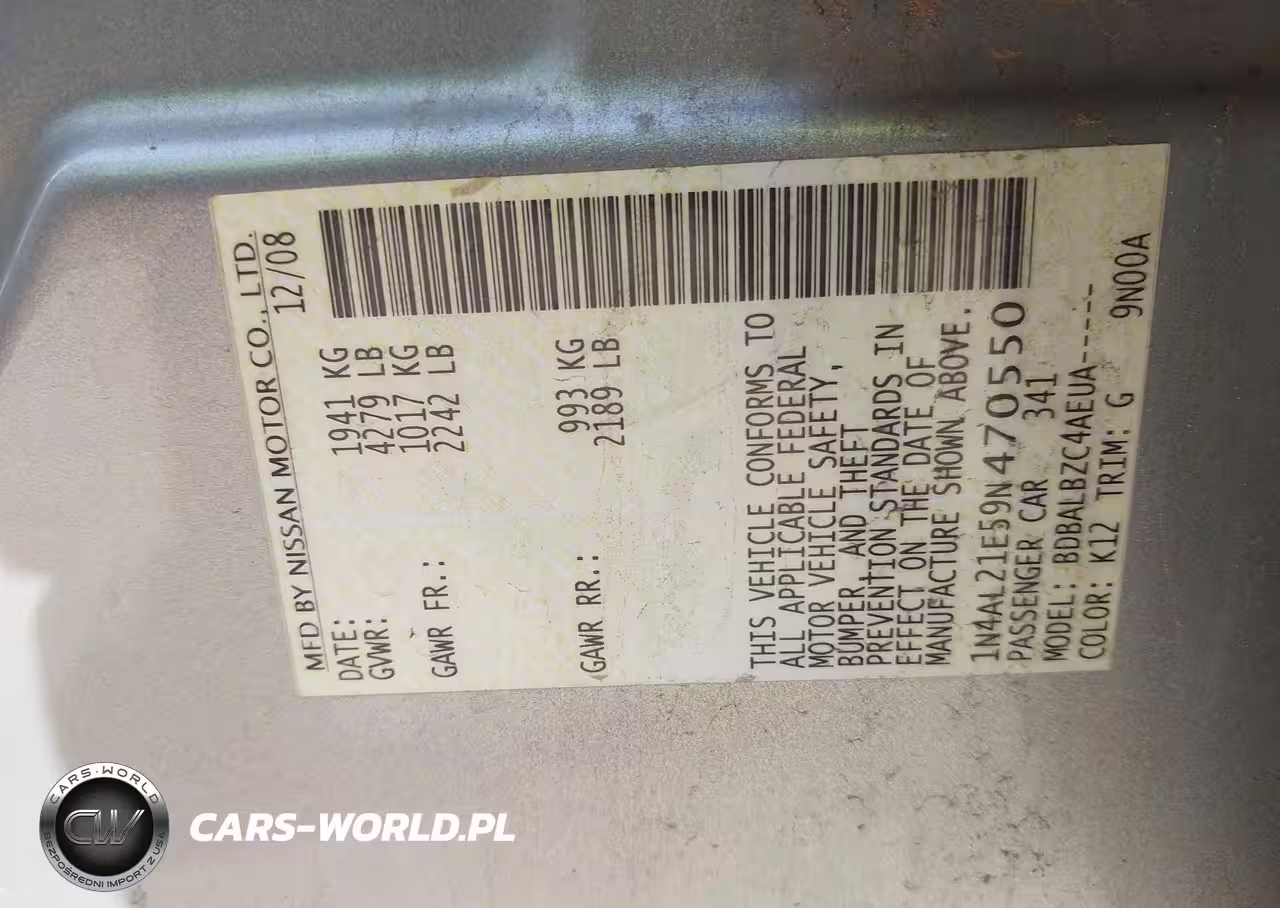 MFD BY NISSAN MOTOR CO., LTD.
DATE: 12/08
GVWR: 1941 KG
4279 LB
GAWR FR.: 1017 KG
2242 LB
GAWR RR.: 993 KG
2189 LB
THIS VEHICLE CONFORMS TO
ALL APPLICABLE FEDERAL
MOTOR VEHICLE SAFETY,
BUMPER, AND THEFT
PREVENTION STANDARDS IN
EFFECT ON THE DATE OF
MANUFACTURE SHOWN ABOVE.
1N4AL21E59N470550
PASSENGER CAR 341
MODEL: BDBALBZC4AEUA-----
COLOR: K12 TRIM: G 9N00A
CARS-WORLD
CW
BEZPOŚREDNI IMPORT Z USA
CARS-WORLD.PL